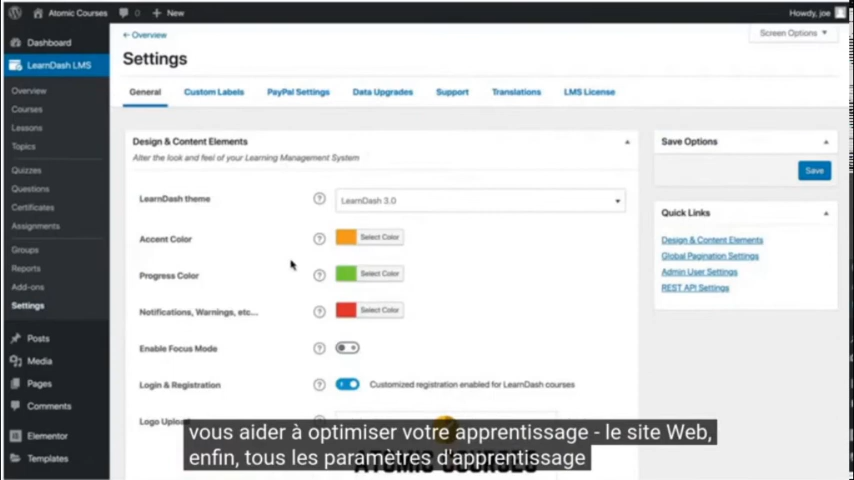 Atomic Courses 0 + New Howdy, joe
Dashboard
LearnDash LMS
Overview
Courses
Lessons
Topics
Quizzes
Questions
Certificates
Assignments
Groups
Reports
Add-ons
Settings
Posts
Media
Pages
Comments
Elementor
Templates
← Overview
Screen Options ▼
Settings
General Custom Labels PayPal Settings Data Upgrades Support Translations LMS License
Design & Content Elements
Alter the look and feel of your Learning Management System
LearnDash theme ? LearnDash 3.0
Accent Color ? Select Color
Progress Color ? Select Color
Notifications, Warnings, etc... ? Select Color
Enable Focus Mode ?
Login & Registration ? Customized registration enabled for LearnDash courses
Logo Upload
ATOMIC COURSES
Save Options
Save
Quick Links
Design & Content Elements
Global Pagination Settings
Admin User Settings
REST API Settings
vous aider à optimiser votre apprentissage - le site Web,
enfin, tous les paramètres d'apprentissage